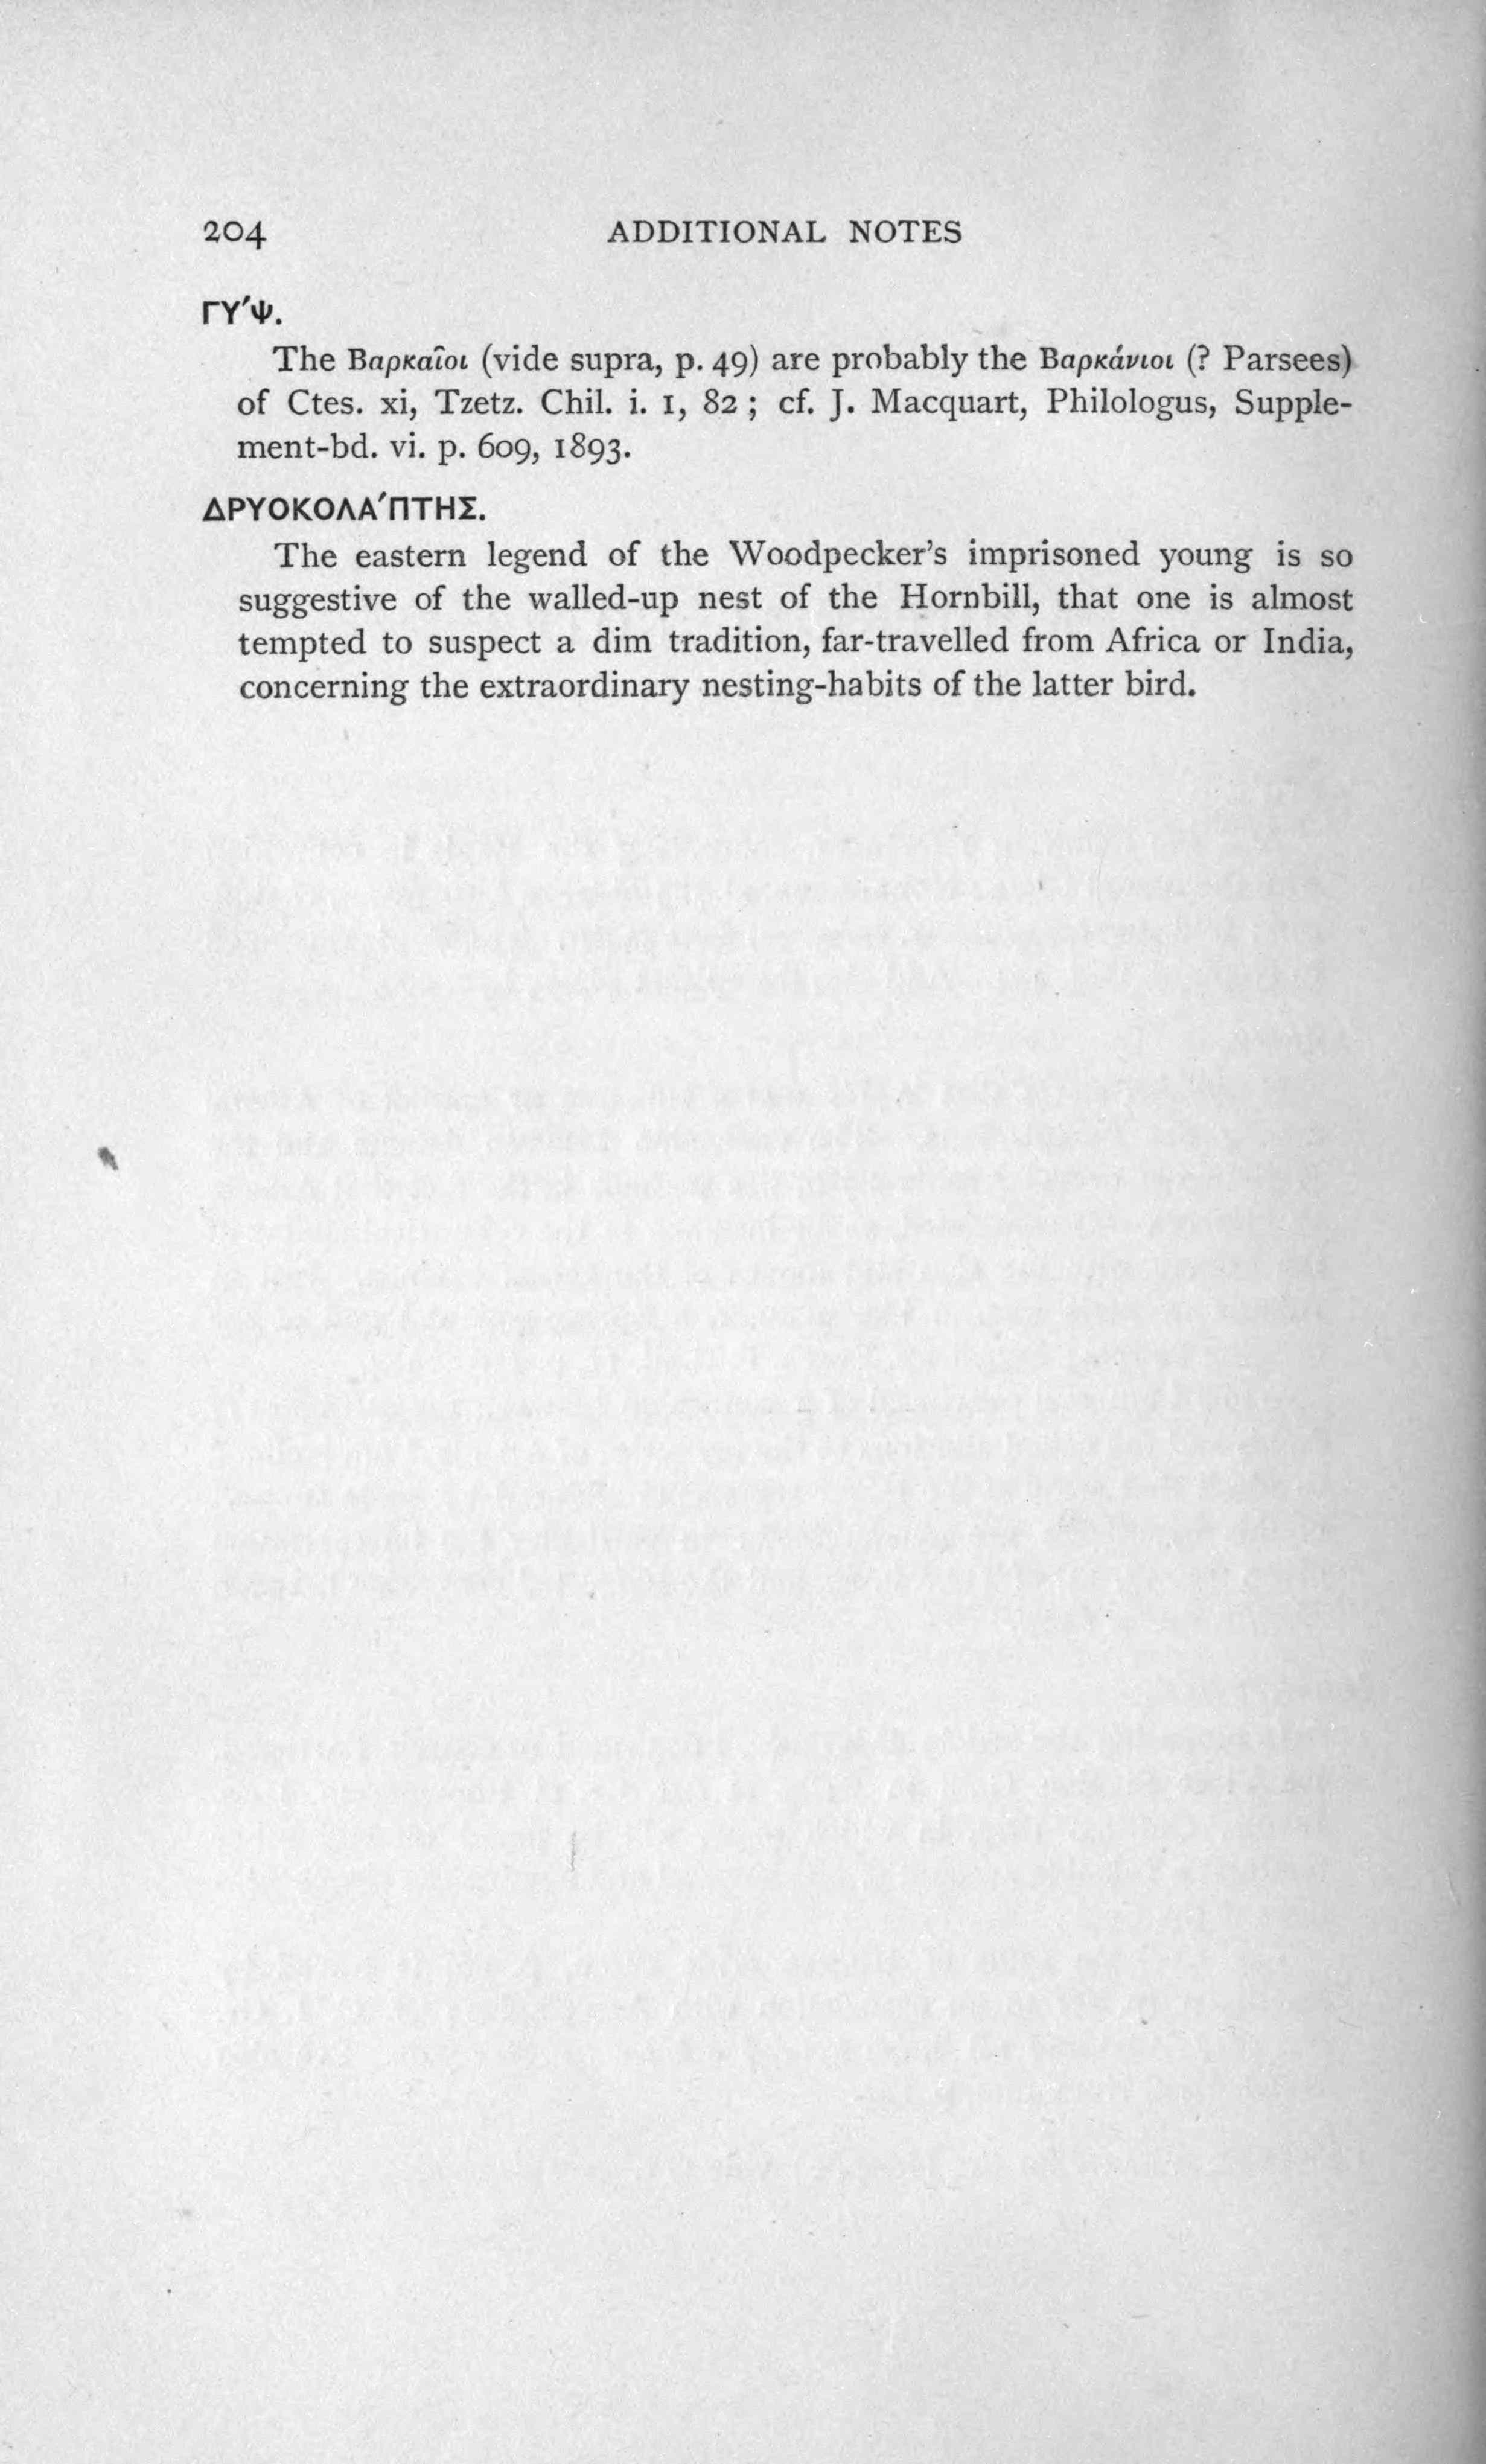 204 ADDITIONAL NOTES
ΓΥ΄Ψ.
The Βαρκαῖοι (vide supra, p. 49) are probably the Βαρκάνιοι (? Parsees)
of Ctes. xi, Tzetz. Chil. i. 1, 82 ; cf. J. Macquart, Philologus, Supple-
ment-bd. vi. p. 609, 1893.
ΔΡΥΟΚΟΛΑ΄ΠΤΗΣ.
The eastern legend of the Woodpecker's imprisoned young is so
suggestive of the walled-up nest of the Hornbill, that one is almost
tempted to suspect a dim tradition, far-travelled from Africa or India,
concerning the extraordinary nesting-habits of the latter bird.